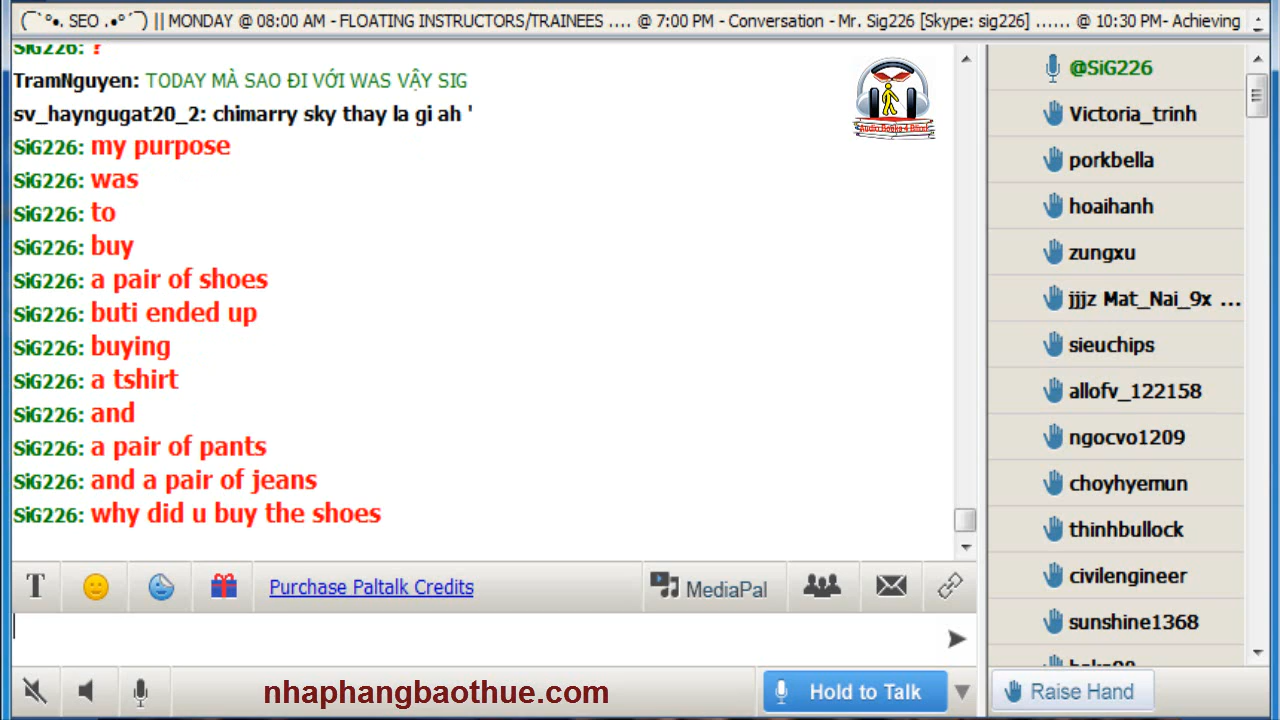 (¯`°•. SEO .•°´¯) || MONDAY @ 08:00 AM - FLOATING INSTRUCTORS/TRAINEES .... @ 7:00 PM - Conversation - Mr. Sig226 [Skype: sig226] ...... @ 10:30 PM- Achieving
SiG226: ?
TramNguyen: TODAY MÀ SAO ĐI VỚI WAS VẬY SIG
sv_hayngugat20_2: chimarry sky thay la gi ah '
SiG226: my purpose
SiG226: was
SiG226: to
SiG226: buy
SiG226: a pair of shoes
SiG226: buti ended up
SiG226: buying
SiG226: a tshirt
SiG226: and
SiG226: a pair of pants
SiG226: and a pair of jeans
SiG226: why did u buy the shoes
Audio Books 4 Blind
@SiG226
Victoria_trinh
porkbella
hoaihanh
zungxu
jjjz Mat_Nai_9x ...
sieuchips
allofv_122158
ngocvo1209
choyhyemun
thinhbullock
civilengineer
sunshine1368
T
Purchase Paltalk Credits
MediaPal
nhaphangbaothue.com
Hold to Talk
Raise Hand